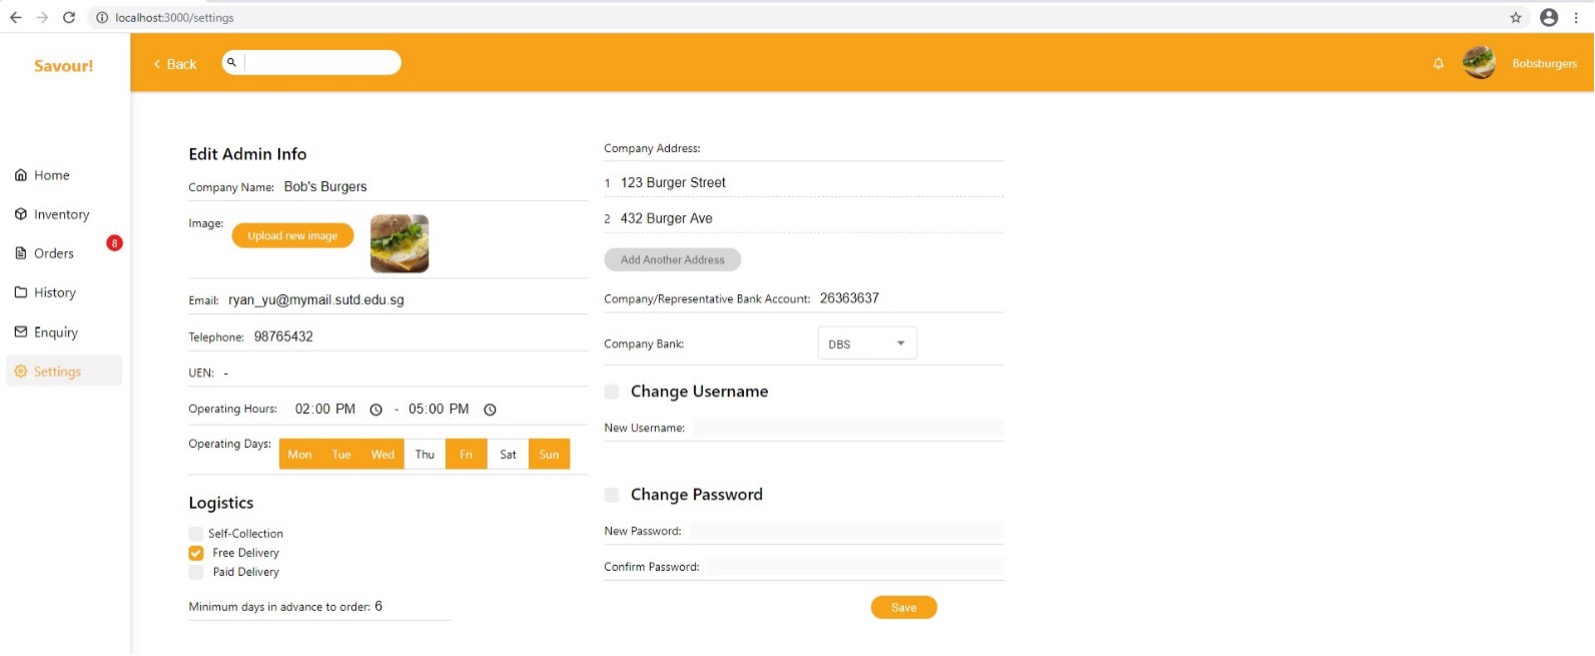 localhost:3000/settings
Savour!
Back
Bobsburgers
Home
Inventory
8
Orders
History
Enquiry
Settings
Edit Admin Info
Company Name: Bob's Burgers
Image: Upload new image
Email: ryan_yu@mymail.sutd.edu.sg
Telephone: 98765432
UEN: -
Operating Hours: 02:00 PM - 05:00 PM
Operating Days: Mon Tue Wed Thu Fri Sat Sun
Logistics
Self-Collection
Free Delivery
Paid Delivery
Minimum days in advance to order: 6
Company Address:
1 123 Burger Street
2 432 Burger Ave
Add Another Address
Company/Representative Bank Account: 26363637
Company Bank: DBS
Change Username
New Username:
Change Password
New Password:
Confirm Password:
Save